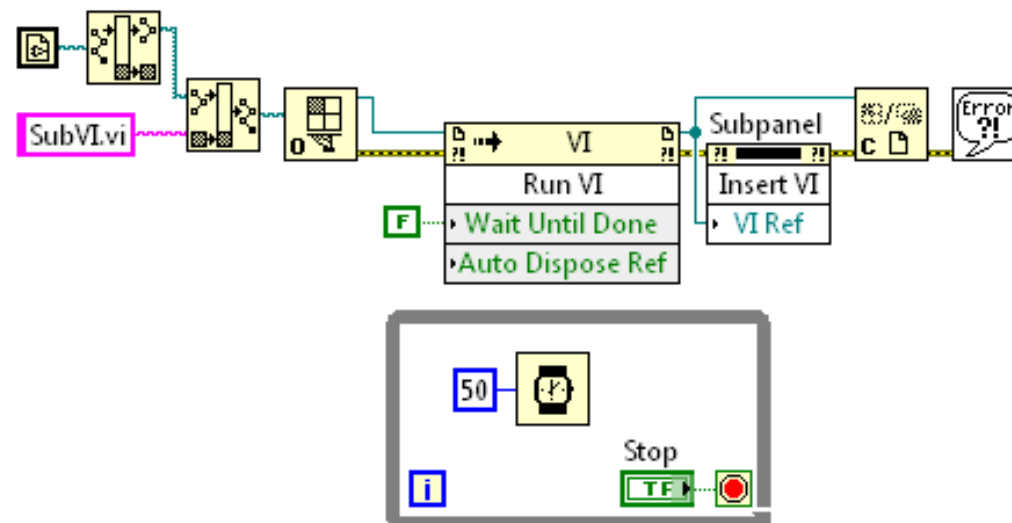 SubVI.vi
O
?! VI ?!
Run VI
F
Wait Until Done
Auto Dispose Ref
Subpanel
?! ?!
Insert VI
VI Ref
?!
C
Error
?!
50
i
Stop
TF